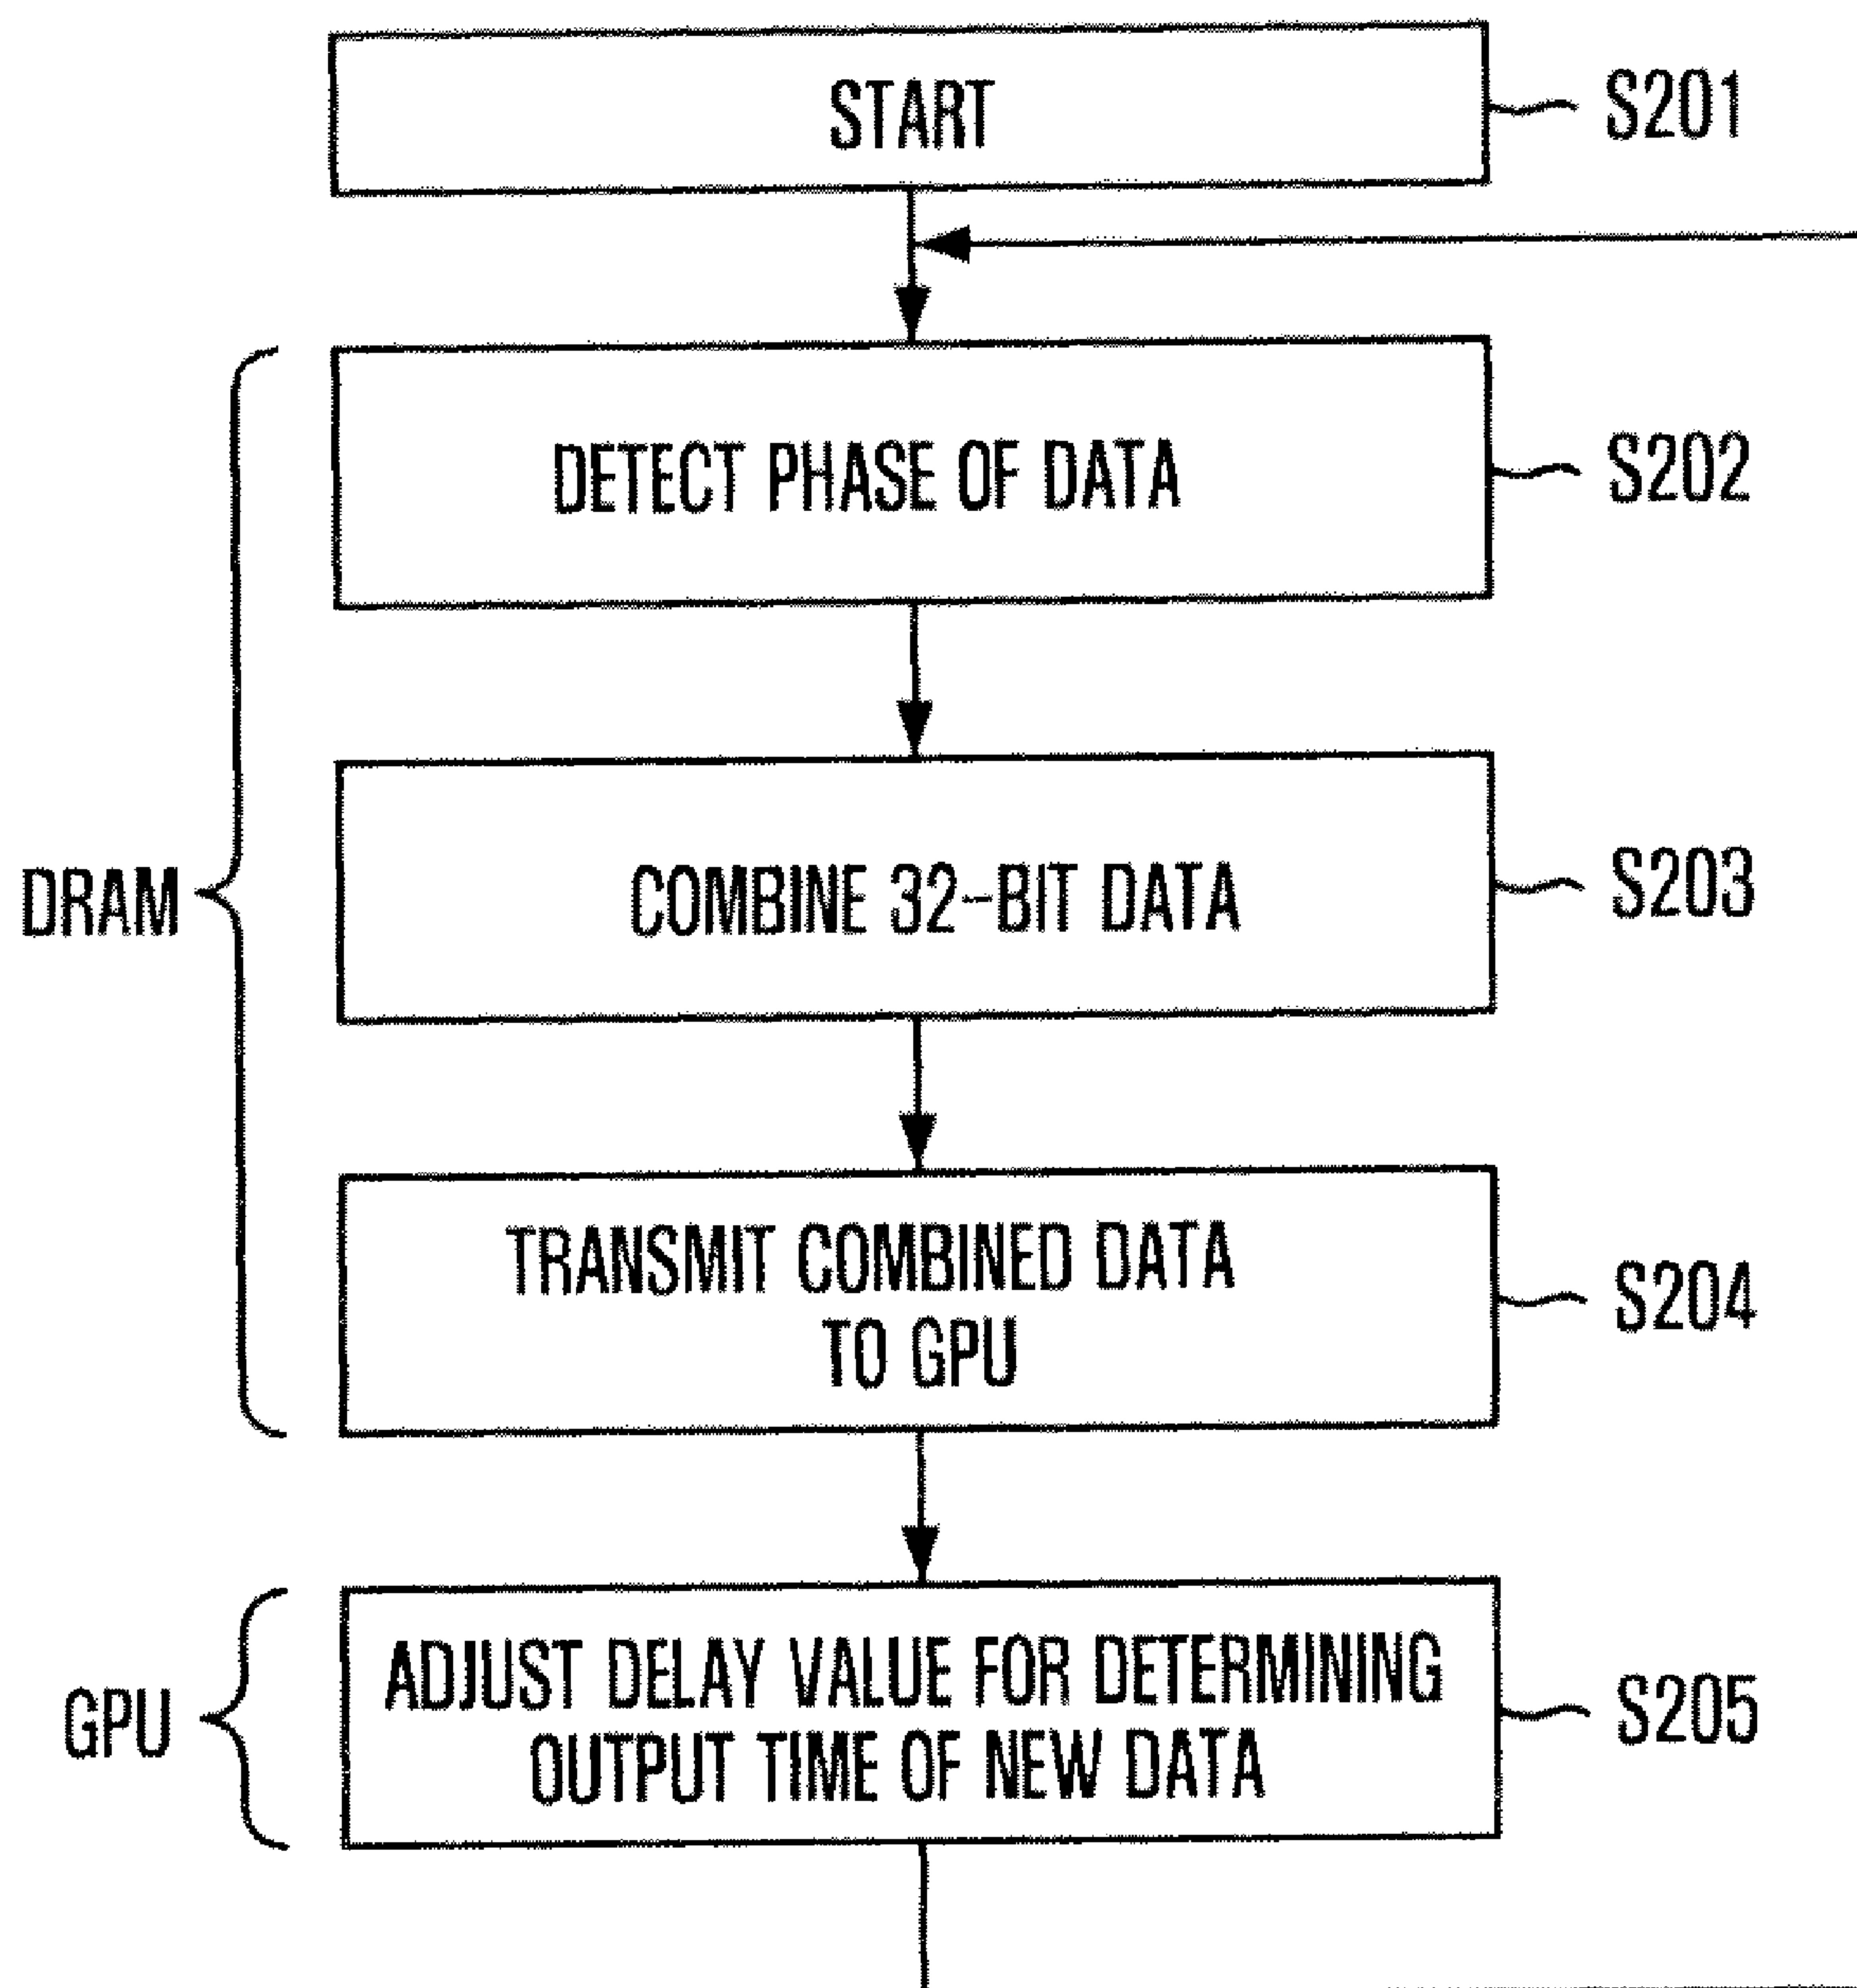 START
S201
DETECT PHASE OF DATA
S202
DRAM
COMBINE 32-BIT DATA
S203
TRANSMIT COMBINED DATA
TO GPU
S204
GPU
ADJUST DELAY VALUE FOR DETERMINING
OUTPUT TIME OF NEW DATA
S205